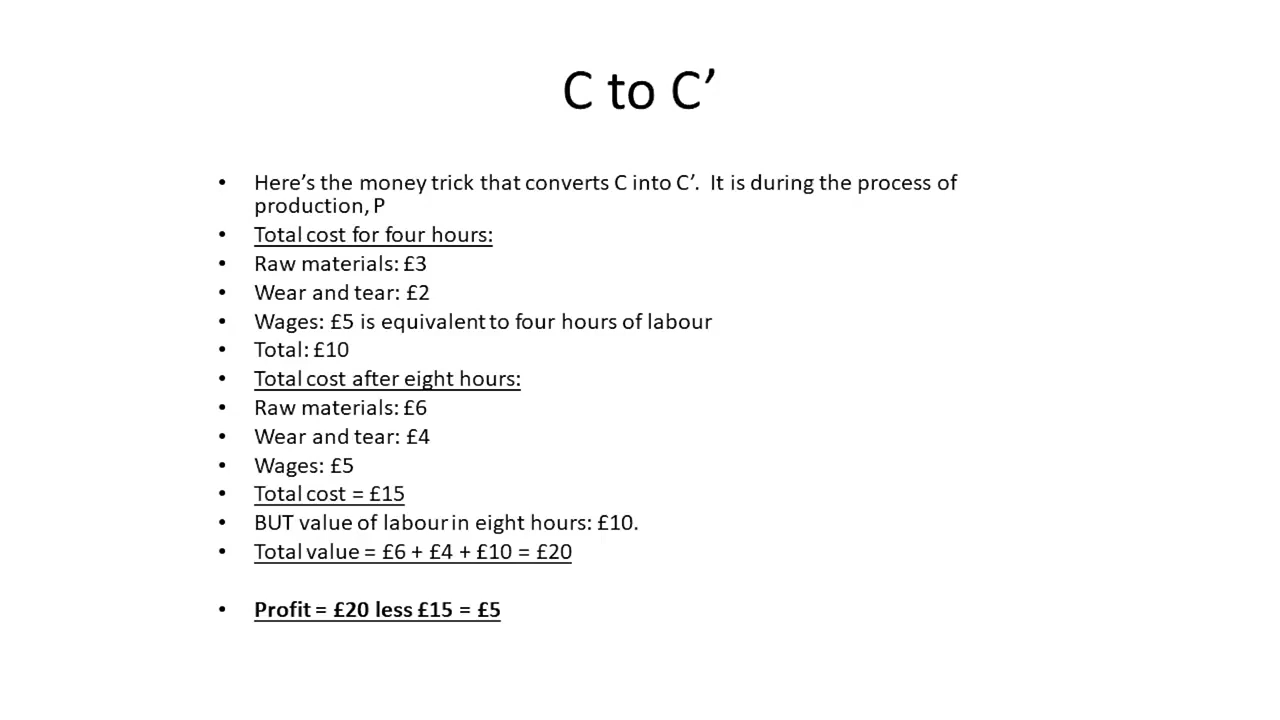 C to C’
• Here’s the money trick that converts C into C’. It is during the process of
production, P
• Total cost for four hours:
• Raw materials: £3
• Wear and tear: £2
• Wages: £5 is equivalent to four hours of labour
• Total: £10
• Total cost after eight hours:
• Raw materials: £6
• Wear and tear: £4
• Wages: £5
• Total cost = £15
• BUT value of labour in eight hours: £10.
• Total value = £6 + £4 + £10 = £20
• Profit = £20 less £15 = £5